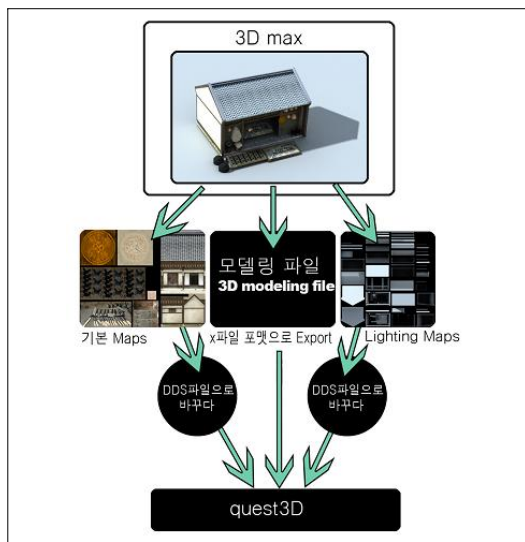 3D max
모델링 파일
3D modeling file
기본 Maps
x파일 포맷으로 Export
Lighting Maps
DDS파일으로
바꾸다
DDS파일으로
바꾸다
quest3D